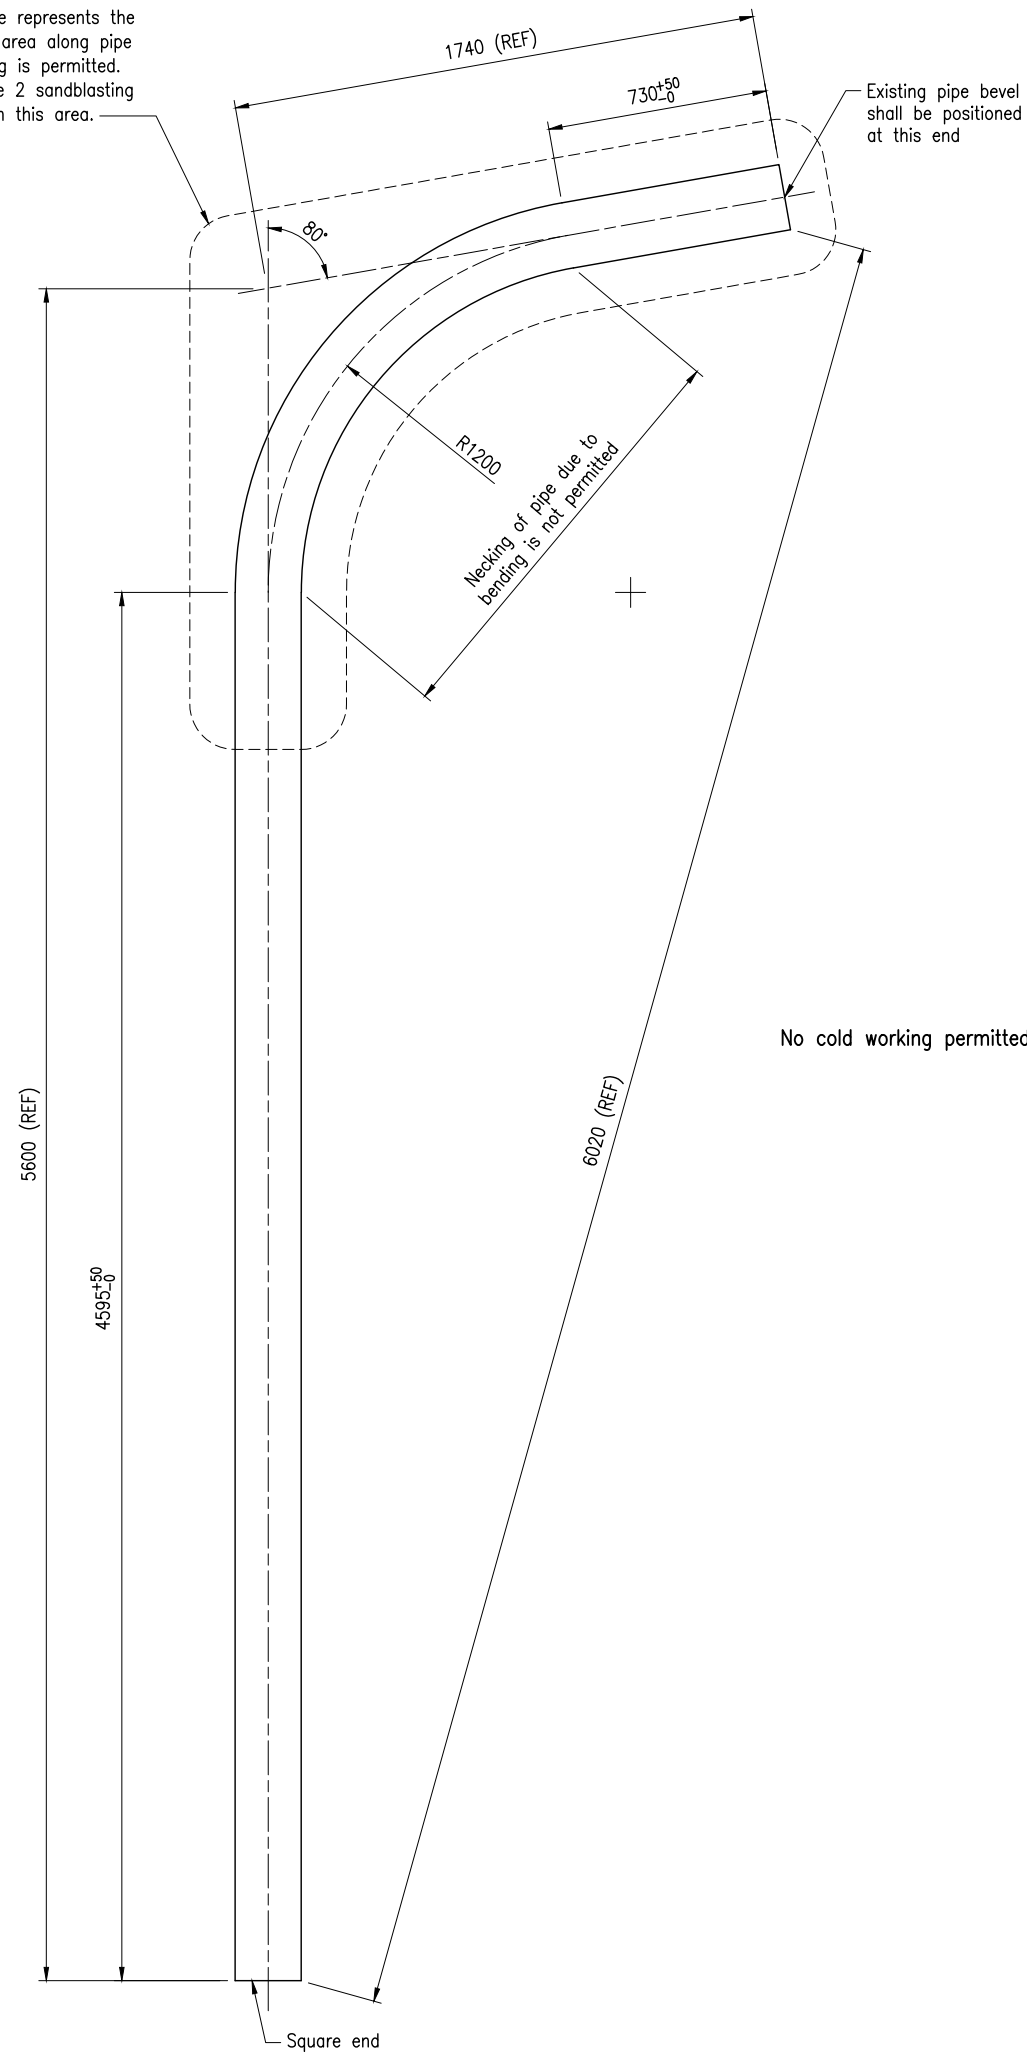 e represents the
area along pipe
g is permitted.
e 2 sandblasting
n this area.
1740 (REF)
730+50 -0
Existing pipe bevel
shall be positioned
at this end
80°
R1200
Necking of pipe due to
bending is not permitted
No cold working permitted
5600 (REF)
6020 (REF)
4595+50 -0
Square end